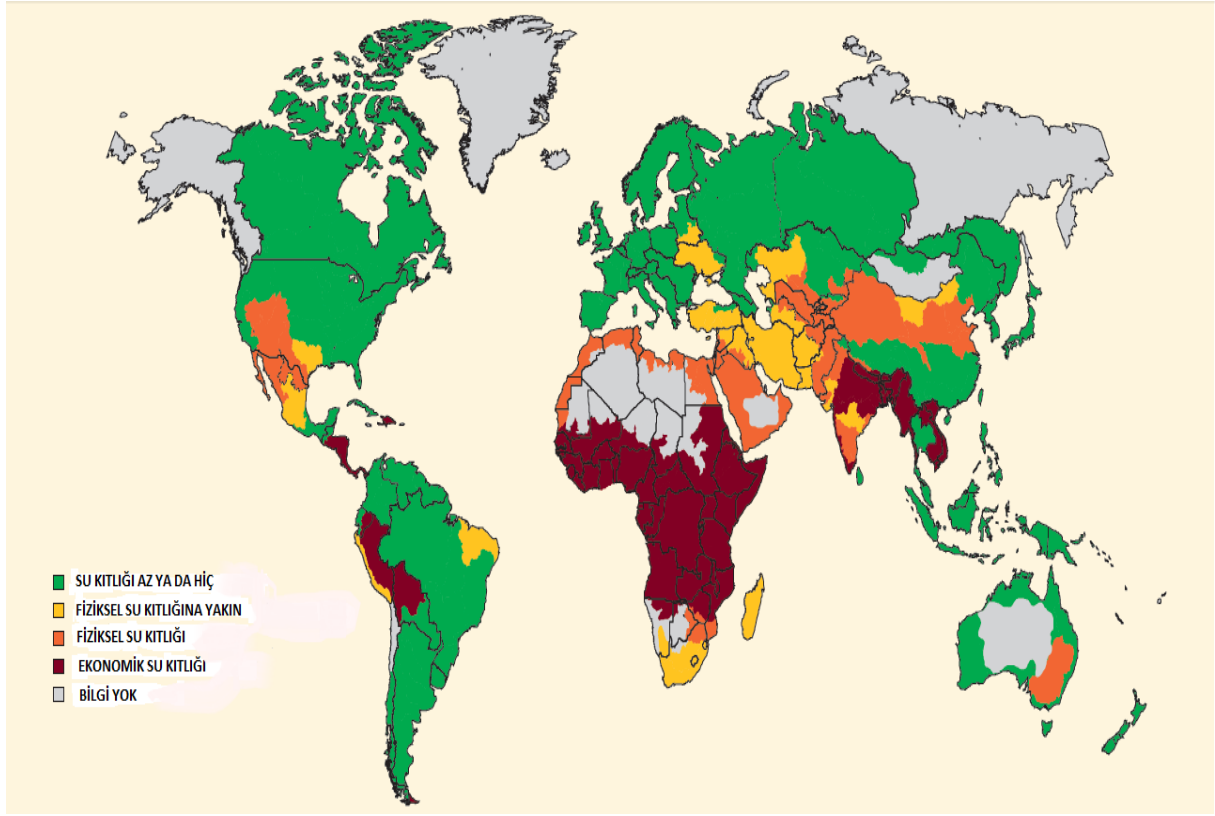 SU KITLIĞI AZ YA DA HİÇ
FİZİKSEL SU KITLIĞINA YAKIN
FİZİKSEL SU KITLIĞI
EKONOMİK SU KITLIĞI
BİLGİ YOK